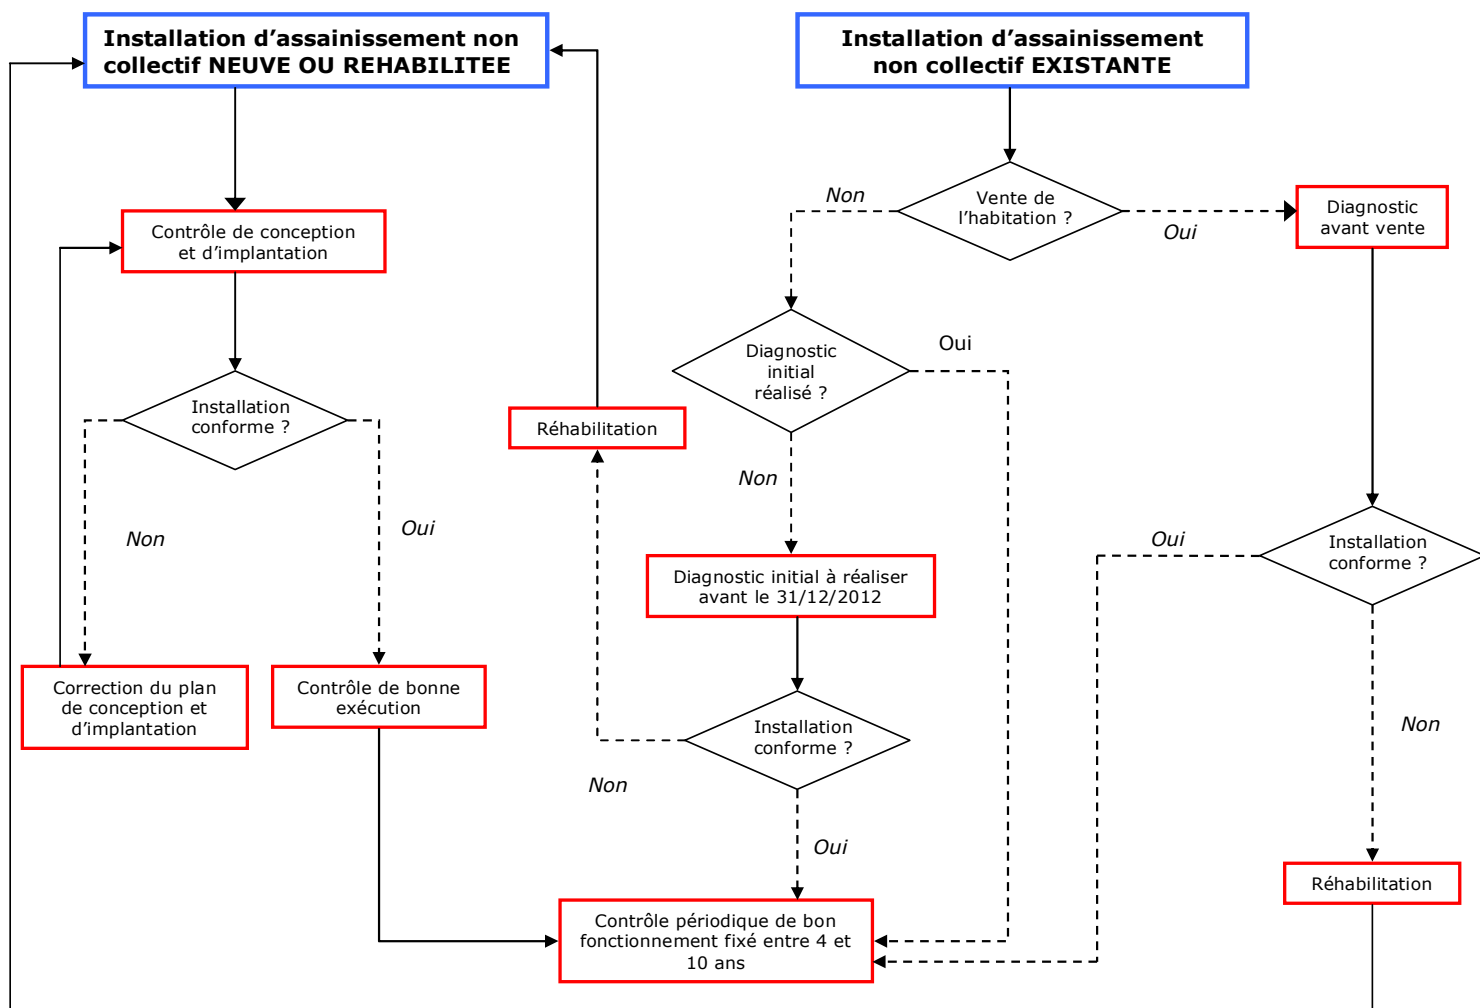 Installation d’assainissement non
collectif NEUVE OU REHABILITEE
Installation d’assainissement
non collectif EXISTANTE
Non
Vente de
l’habitation ?
Oui
Diagnostic
avant vente
Contrôle de conception
et d’implantation
Diagnostic
initial
réalisé ?
Oui
Installation
conforme ?
Réhabilitation
Non
Non
Oui
Oui
Installation
conforme ?
Diagnostic initial à réaliser
avant le 31/12/2012
Correction du plan
de conception et
d’implantation
Contrôle de bonne
exécution
Installation
conforme ?
Non
Non
Oui
Réhabilitation
Contrôle périodique de bon
fonctionnement fixé entre 4 et
10 ans